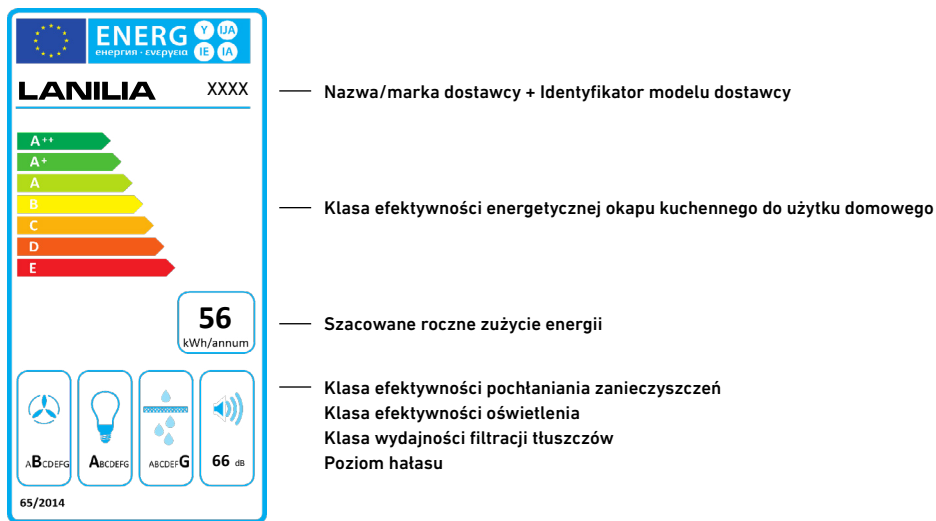 ENERG Y IJA
енергия · ενεργεια IE IA
LANILIA XXXX
Nazwa/marka dostawcy + Identyfikator modelu dostawcy
A++
A+
A
B
Klasa efektywności energetycznej okapu kuchennego do użytku domowego
C
D
E
56
kWh/annum
Szacowane roczne zużycie energii
Klasa efektywności pochłaniania zanieczyszczeń
Klasa efektywności oświetlenia
Klasa wydajności filtracji tłuszczów
Poziom hałasu
ABCDEFG ABCDEFG ABCDEFG 66 dB
65/2014